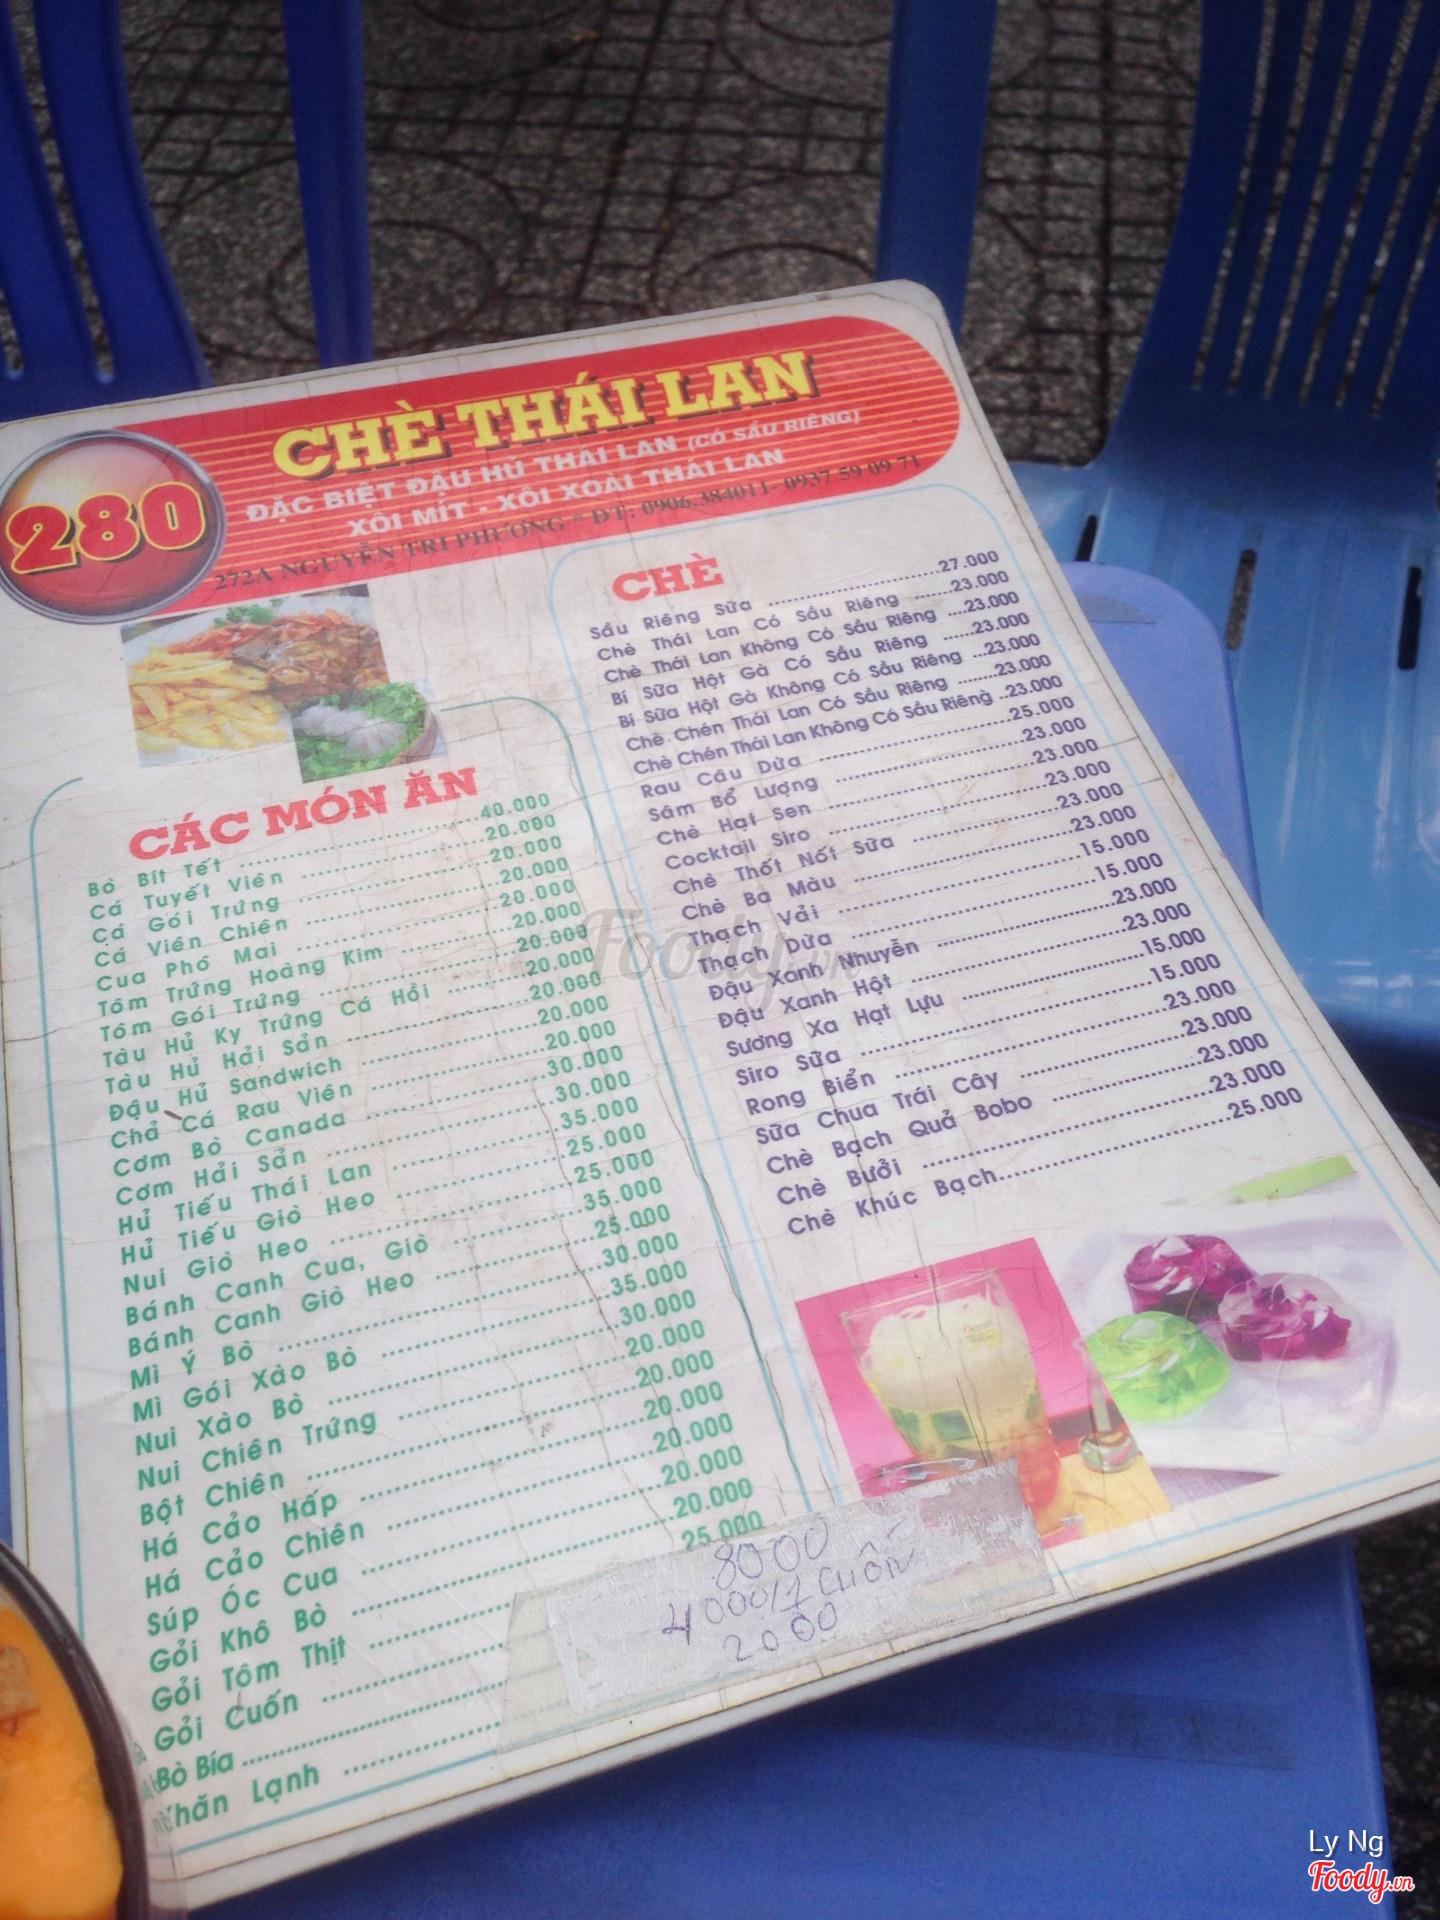 280
CHÈ THÁI LAN
ĐẶC BIỆT ĐẬU HỦ THÁI LAN (CÓ SẦU RIÊNG)
XÔI MÍT - XÔI XOÀI THÁI LAN
272A NGUYỄN TRI PHƯƠNG * ĐT: 0906.384011- 0937 59 09 71
CÁC MÓN ĂN
Bò Bít Tết ........ 40.000
Cá Tuyết Viên ........ 20.000
Cá Gói Trứng ........ 20.000
Cá Viên Chiên ........ 20.000
Cua Phô Mai ........ 20.000
Tôm Trứng Hoàng Kim ........ 20.000
Tôm Gói Trứng ........ 20.000
Tàu Hủ Ky Trứng Cá Hồi ........ 20.000
Tàu Hủ Hải Sản ........ 20.000
Đậu Hủ Sandwich ........ 20.000
Chả Cá Rau Viên ........ 20.000
Cơm Bò Canada ........ 30.000
Cơm Hải Sản ........ 30.000
Hủ Tiếu Thái Lan ........ 35.000
Hủ Tiếu Giò Heo ........ 25.000
Nui Giò Heo ........ 25.000
Bánh Canh Cua, Giò ........ 35.000
Bánh Canh Giò Heo ........ 25.000
Mì Ý Bò ........ 30.000
Mì Gói Xào Bò ........ 35.000
Nui Xào Bò ........ 30.000
Nui Chiên Trứng ........ 20.000
Bột Chiên ........ 20.000
Há Cảo Hấp ........ 20.000
Há Cảo Chiên ........ 20.000
Súp Óc Cua ........ 20.000
Gỏi Khô Bò ........ 20.000
Gỏi Tôm Thịt ........ 25.000
Gỏi Cuốn ........ 8000
Bò Bía ........ 4000/1 cuốn
Khăn Lạnh ........ 2000
CHÈ
Sầu Riêng Sữa ........ 27.000
Chè Thái Lan Có Sầu Riêng ........ 23.000
Chè Thái Lan Không Có Sầu Riêng .... 23.000
Bí Sữa Hột Gà Có Sầu Riêng ...... 23.000
Bí Sữa Hột Gà Không Có Sầu Riêng ... 23.000
Chè Chén Thái Lan Có Sầu Riêng ........ 23.000
Chè Chén Thái Lan Không Có Sầu Riêng .. 23.000
Rau Câu Dừa ........ 25.000
Sâm Bổ Lượng ........ 23.000
Chè Hạt Sen ........ 23.000
Cocktail Siro ........ 23.000
Chè Thốt Nốt Sữa ........ 23.000
Chè Ba Màu ........ 23.000
Thạch Vải ........ 15.000
Thạch Dừa ........ 15.000
Đậu Xanh Nhuyễn ........ 23.000
Đậu Xanh Hột ........ 23.000
Sương Xa Hạt Lựu ........ 15.000
Siro Sữa ........ 15.000
Rong Biển ........ 23.000
Sữa Chua Trái Cây ........ 23.000
Chè Bạch Quả Bobo ........ 23.000
Chè Bưởi ........ 23.000
Chè Khúc Bạch ........ 25.000
Foody.vn
Ly Ng
Foody.vn